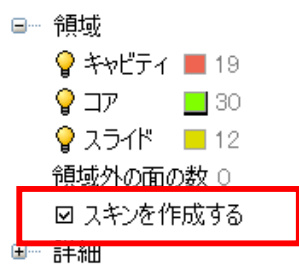 領域
キャビティ 19
コア 30
スライド 12
領域外の面の数 0
スキンを作成する
詳細